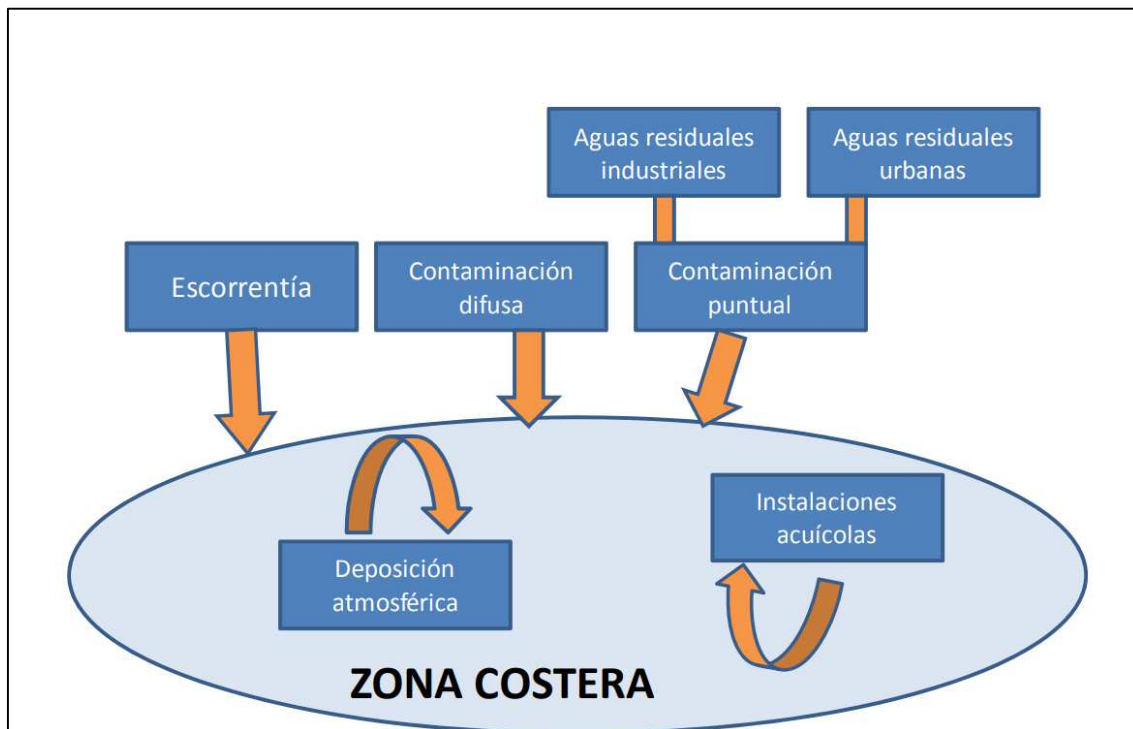 Aguas residuales
industriales
Aguas residuales
urbanas
Escorrentía
Contaminación
difusa
Contaminación
puntual
Instalaciones
acuícolas
Deposición
atmosférica
ZONA COSTERA